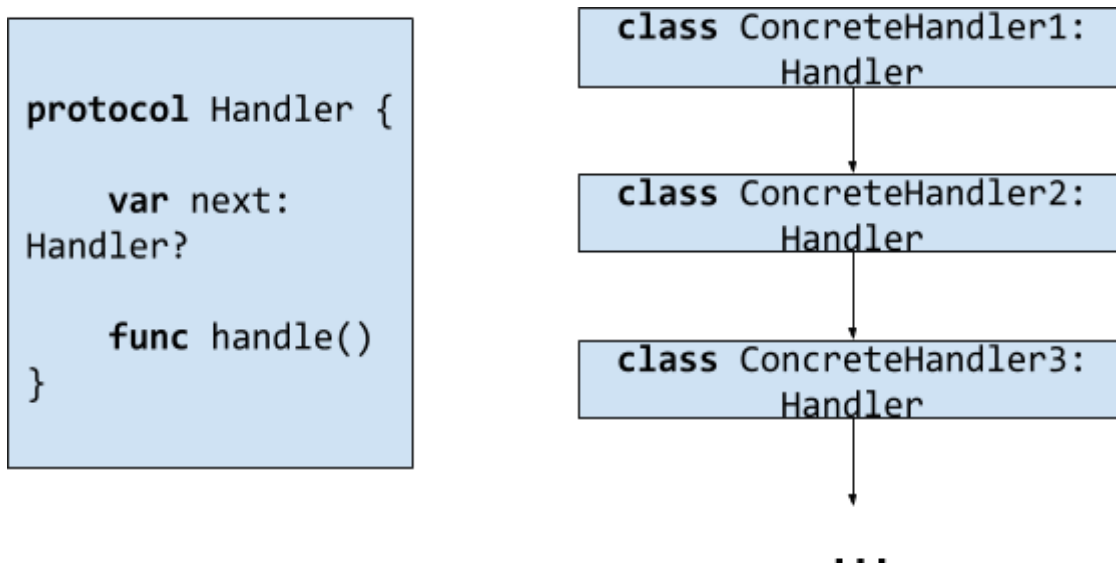 protocol Handler {
var next:
Handler?
func handle()
}
class ConcreteHandler1:
Handler
class ConcreteHandler2:
Handler
class ConcreteHandler3:
Handler
...